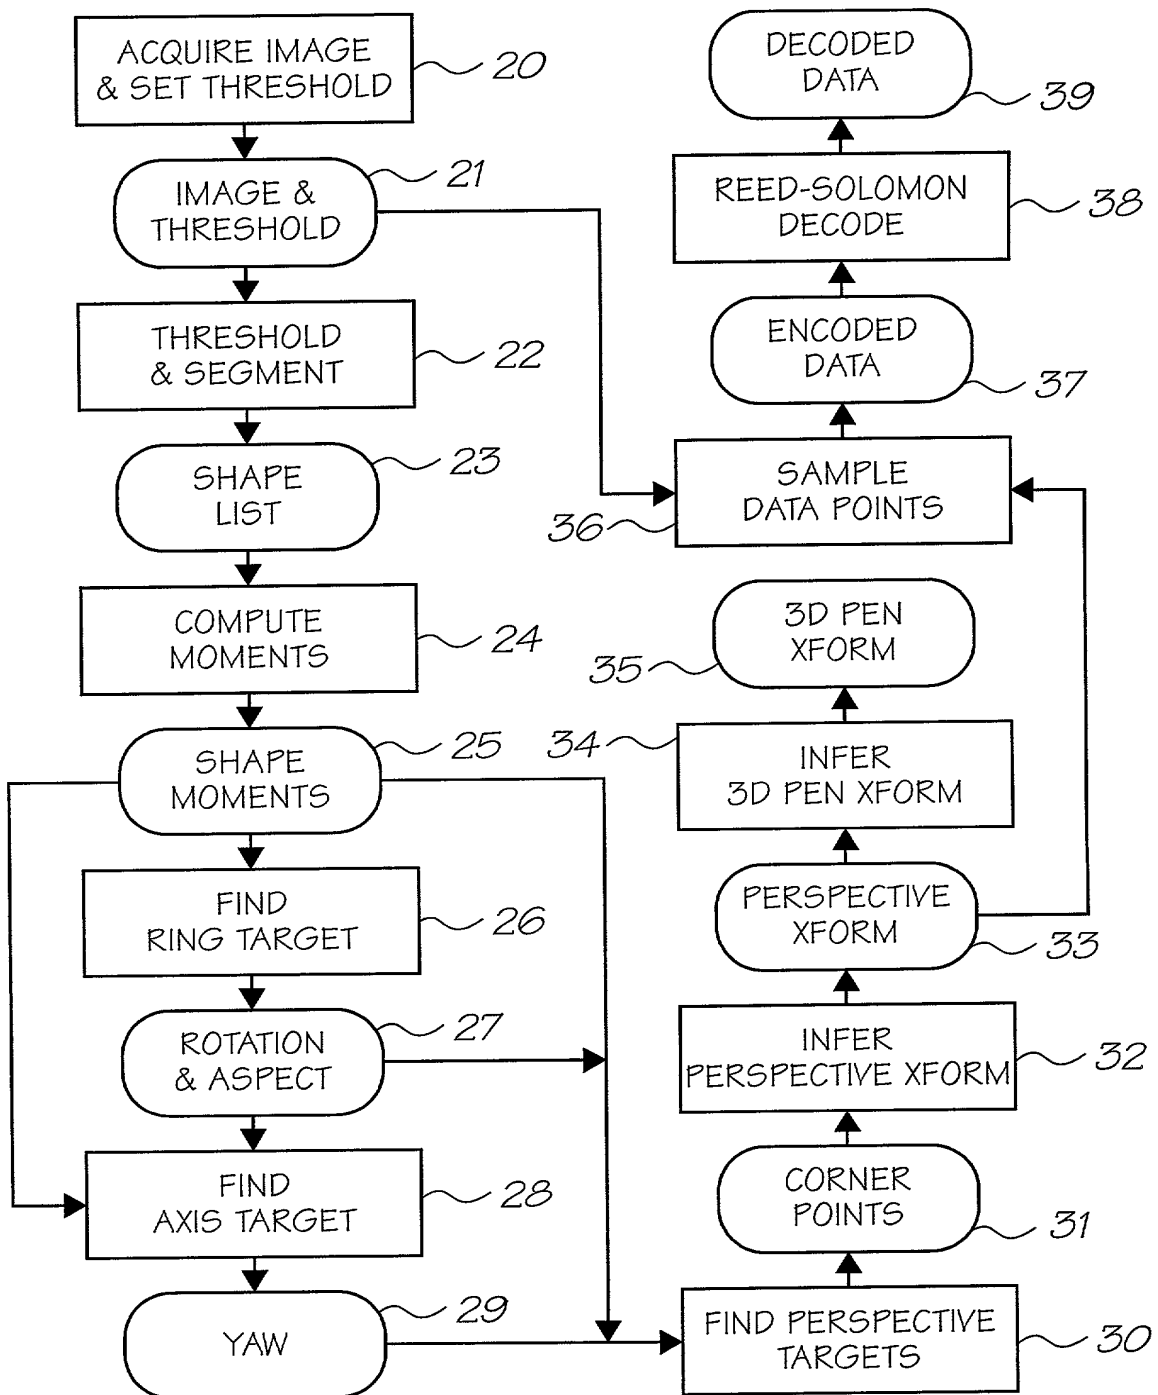 ACQUIRE IMAGE
& SET THRESHOLD
20
IMAGE &
THRESHOLD
21
THRESHOLD
& SEGMENT
22
SHAPE
LIST
23
COMPUTE
MOMENTS
24
SHAPE
MOMENTS
25
FIND
RING TARGET
26
ROTATION
& ASPECT
27
FIND
AXIS TARGET
28
YAW
29
DECODED
DATA
39
REED-SOLOMON
DECODE
38
ENCODED
DATA
37
SAMPLE
DATA POINTS
36
3D PEN
XFORM
35
INFER
3D PEN XFORM
34
PERSPECTIVE
XFORM
33
INFER
PERSPECTIVE XFORM
32
CORNER
POINTS
31
FIND PERSPECTIVE
TARGETS
30